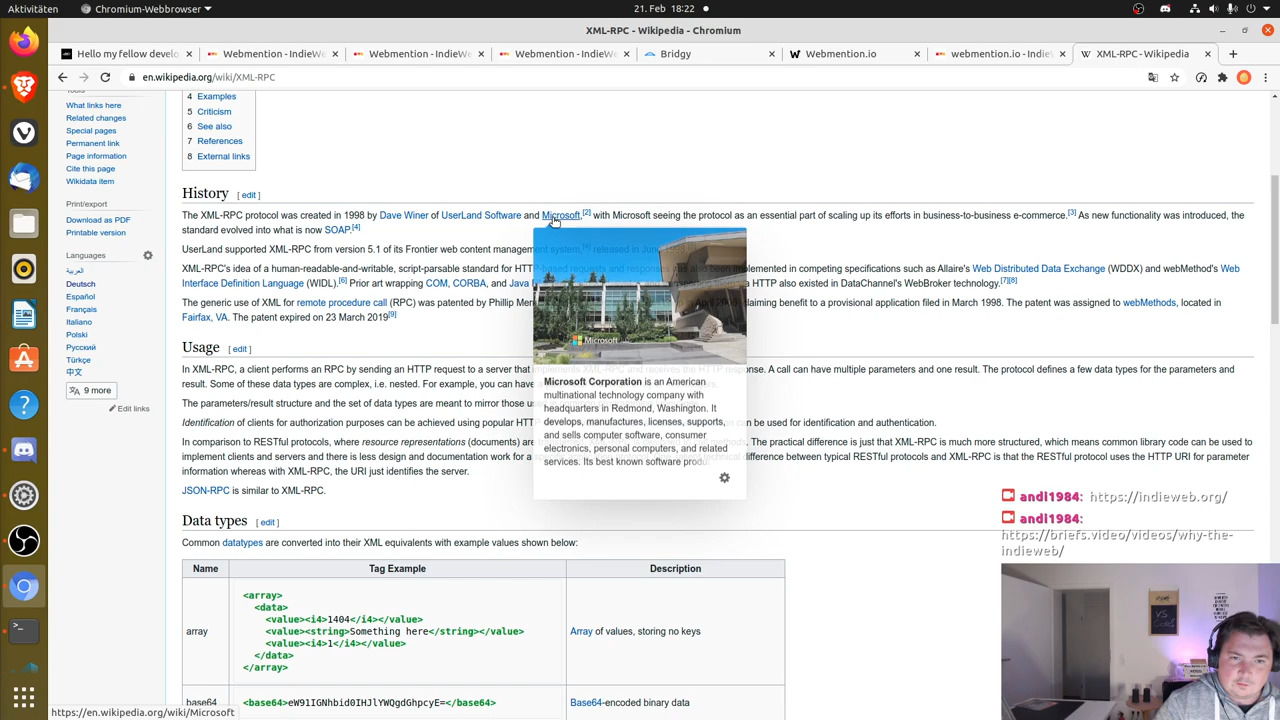 Aktivitäten
Chromium-Webbrowser
21. Feb 18:22
XML-RPC - Wikipedia - Chromium
Hello my fellow develo
Webmention - IndieWe
Webmention - IndieWe
Webmention - IndieWe
Bridgy
Webmention.io
webmention.io - IndieW
XML-RPC - Wikipedia
en.wikipedia.org/wiki/XML-RPC
Tools
What links here
Related changes
Special pages
Permanent link
Page information
Cite this page
Wikidata item
Print/export
Download as PDF
Printable version
Languages
العربية
Deutsch
Español
Français
Italiano
Polski
Русский
Türkçe
中文
9 more
Edit links
4 Examples
5 Criticism
6 See also
7 References
8 External links
History [ edit ]
The XML-RPC protocol was created in 1998 by Dave Winer of UserLand Software and Microsoft,[2] with Microsoft seeing the protocol as an essential part of scaling up its efforts in business-to-business e-commerce.[3] As new functionality was introduced, the
standard evolved into what is now SOAP.[4]
UserLand supported XML-RPC from version 5.1 of its Frontier web content management system, released in June
XML-RPC's idea of a human-readable-and-writable, script-parsable standard for HTTP-based requests and responses has also been implemented in competing specifications such as Allaire's Web Distributed Data Exchange (WDDX) and webMethod's Web
Interface Definition Language (WIDL).[6] Prior art wrapping COM, CORBA, and Java HTTP also existed in DataChannel's WebBroker technology.[7][8]
The generic use of XML for remote procedure call (RPC) was patented by Phillip claiming benefit to a provisional application filed in March 1998. The patent was assigned to webMethods, located in
Fairfax, VA. The patent expired on 23 March 2019[9]
Microsoft
Microsoft Corporation is an American
multinational technology company with
headquarters in Redmond, Washington. It
develops, manufactures, licenses, supports,
and sells computer software, consumer
electronics, personal computers, and related
services. Its best known software
Usage [ edit ]
In XML-RPC, a client performs an RPC by sending an HTTP request to a server that implements XML-RPC and receives the HTTP response. A call can have multiple parameters and one result. The protocol defines a few data types for the parameters and
result. Some of these data types are complex, i.e. nested. For example, you can have
The parameters/result structure and the set of data types are meant to mirror those
Identification of clients for authorization purposes can be achieved using popular HTTP can be used for identification and authentication.
In comparison to RESTful protocols, where resource representations (documents) are The practical difference is just that XML-RPC is much more structured, which means common library code can be used to
implement clients and servers and there is less design and documentation work for a difference between typical RESTful protocols and XML-RPC is that the RESTful protocol uses the HTTP URI for parameter
information whereas with XML-RPC, the URI just identifies the server.
JSON-RPC is similar to XML-RPC.
Data types [ edit ]
Common datatypes are converted into their XML equivalents with example values shown below:
Name Tag Example Description
array
<array>
<data>
<value><i4>1404</i4></value>
<value><string>Something here</string></value>
<value><i4>1</i4></value>
</data>
</array>
Array of values, storing no keys
base64 <base64>eW91IGNhbid0IHJlYWQgdGhpcyE=</base64> Base64-encoded binary data
https://en.wikipedia.org/wiki/Microsoft
andi1984: https://indieweb.org/
andi1984:
https://briefs.video/videos/why-the-
indieweb/
VS.